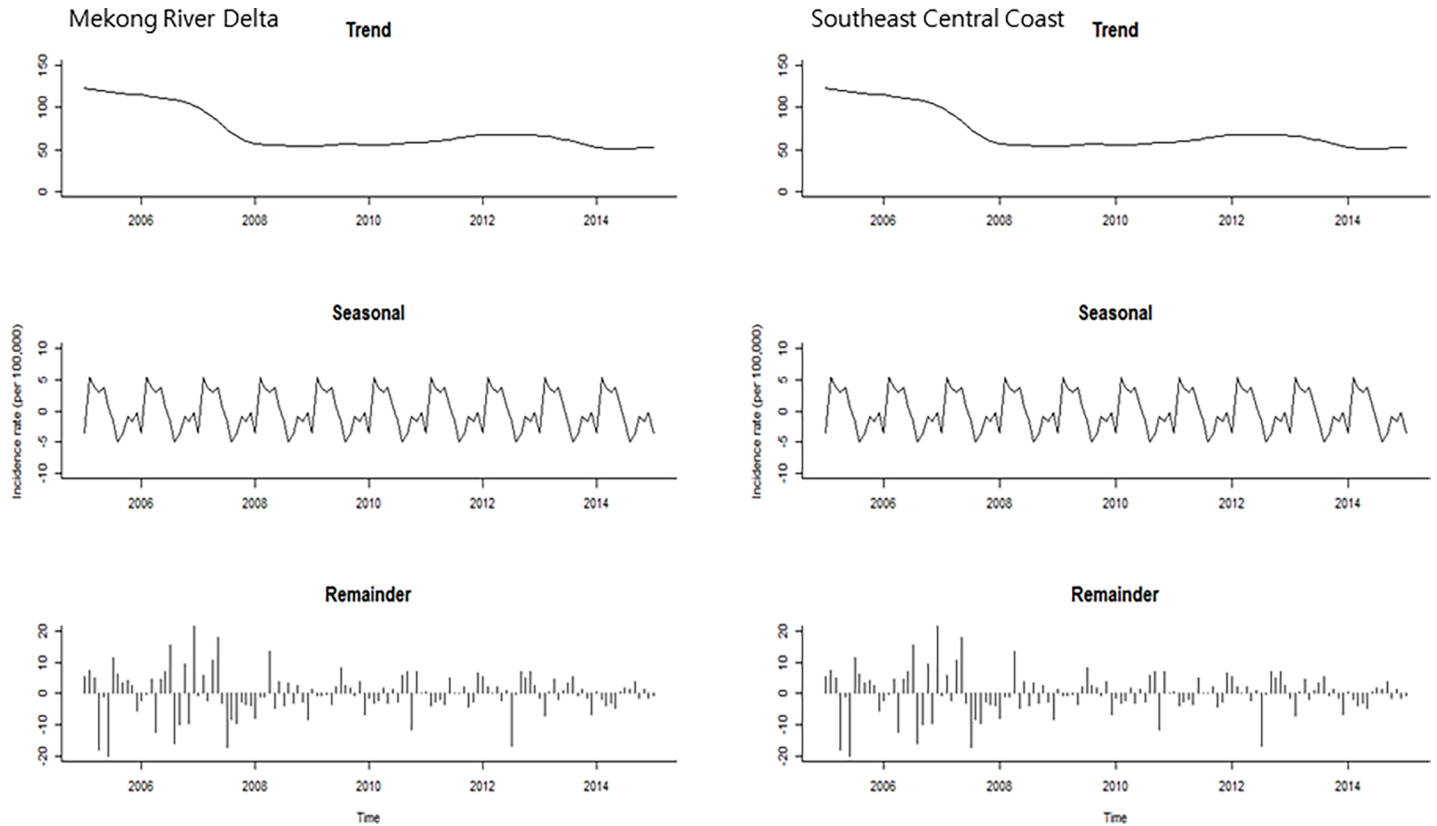 Mekong River Delta
Trend
150
100
50
0
2006 2008 2010 2012 2014
Seasonal
Incidence rate (per 100,000)
10
5
0
-5
-10
2006 2008 2010 2012 2014
Remainder
20
10
0
-10
-20
2006 2008 2010 2012 2014
Time
Southeast Central Coast
Trend
150
100
50
0
2006 2008 2010 2012 2014
Seasonal
Incidence rate (per 100,000)
10
5
0
-5
-10
2006 2008 2010 2012 2014
Remainder
20
10
0
-10
-20
2006 2008 2010 2012 2014
Time